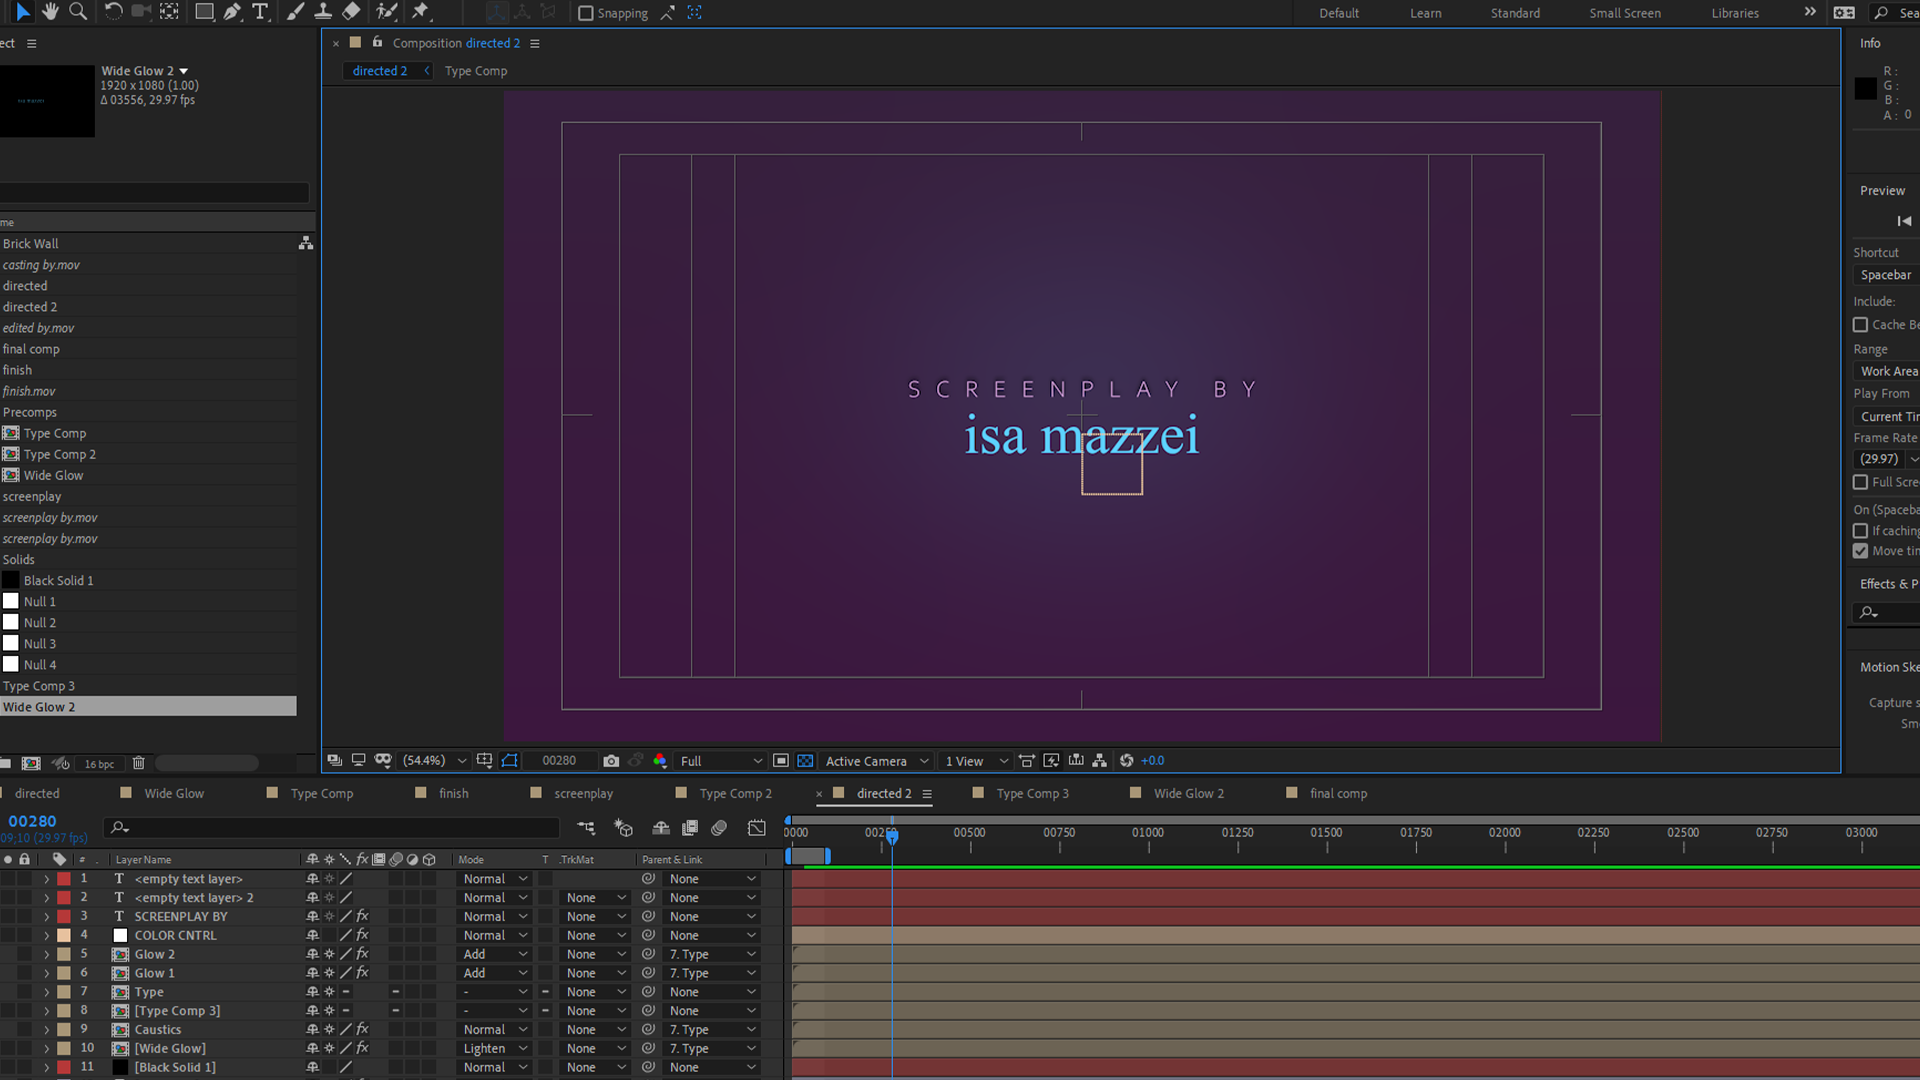 Snapping
Default Learn Standard Small Screen Libraries Sea
ect
Composition directed 2
Info
Wide Glow 2
1920 x 1080 (1.00)
Δ 03556, 29.97 fps
directed 2 Type Comp
R :
G :
B :
A : 0
SCREENPLAY BY
isa mazzei
me
Brick Wall
casting by.mov
directed
directed 2
edited by.mov
final comp
finish
finish.mov
Precomps
Type Comp
Type Comp 2
Wide Glow
screenplay
screenplay by.mov
screenplay by.mov
Solids
Black Solid 1
Null 1
Null 2
Null 3
Null 4
Type Comp 3
Wide Glow 2
16 bpc
Preview
Shortcut
Spacebar
Include:
Cache Be
Range
Work Area
Play From
Current Tin
Frame Rate
(29.97)
Full Scre
On (Spaceba
If caching
Move tin
Effects & P
Motion Ske
Capture s
Smo
(54.4%) 00280 Full Active Camera 1 View +0.0
directed Wide Glow Type Comp finish screenplay Type Comp 2 directed 2 Type Comp 3 Wide Glow 2 final comp
00280
09;10 (29.97 fps)
0000 00250 00500 00750 01000 01250 01500 01750 02000 02250 02500 02750 03000
# . Layer Name fx Mode T .TrkMat Parent & Link
1 T <empty text layer> Normal None
2 T <empty text layer> 2 Normal None None
3 T SCREENPLAY BY fx Normal None None
4 COLOR CNTRL fx Normal None None
5 Glow 2 fx Add None 7. Type
6 Glow 1 fx Add None 7. Type
7 Type - None None
8 [Type Comp 3] - None None
9 Caustics fx Normal None 7. Type
10 [Wide Glow] fx Lighten None 7. Type
11 [Black Solid 1] Normal None None